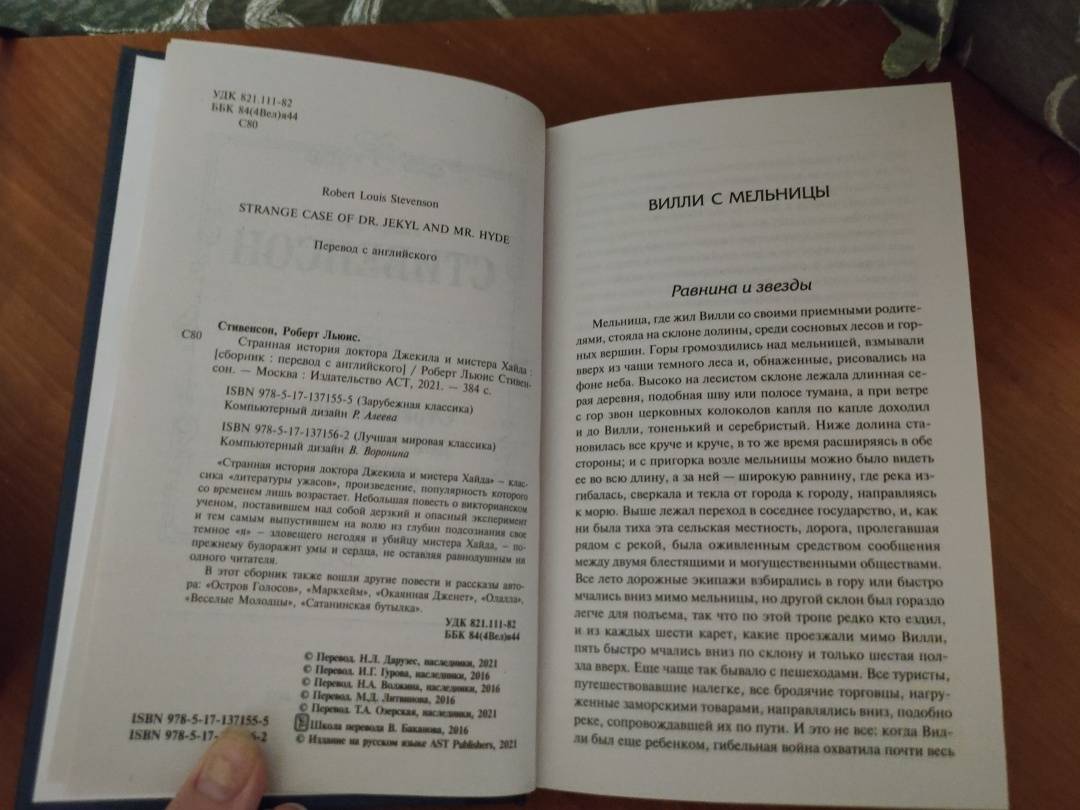 УДК 821.111-82
ББК 84(4Вел)я44
С80
Robert Louis Stevenson
STRANGE CASE OF DR. JEKYL AND MR. HYDE
Перевод с английского
Стивенсон, Роберт Льюис.
С80 Странная история доктора Джекила и мистера Хайда :
[сборник : перевод с английского] / Роберт Льюис Стивен-
сон. — Москва : Издательство АСТ, 2021. — 384 с.
ISBN 978-5-17-137155-5 (Зарубежная классика)
Компьютерный дизайн Р. Алеева
ISBN 978-5-17-137156-2 (Лучшая мировая классика)
Компьютерный дизайн В. Воронина
«Странная история доктора Джекила и мистера Хайда» – клас-
сика «литературы ужасов», произведение, популярность которого
со временем лишь возрастает. Небольшая повесть о викторианском
ученом, поставившем над собой дерзкий и опасный эксперимент
и тем самым выпустившем на волю из глубин подсознания свое
темное «я» – зловещего негодяя и убийцу мистера Хайда, – по-
прежнему будоражит умы и сердца, не оставляя равнодушным ни
одного читателя.
В этот сборник также вошли другие повести и рассказы авто-
ра: «Остров Голосов», «Маркхейм», «Окаянная Дженет», «Олалла»,
«Веселые Молодцы», «Сатанинская бутылка».
УДК 821.111-82
ББК 84(4Вел)я44
© Перевод. Н.Л. Дарузес, наследники, 2021
© Перевод. И.Г. Гурова, наследники, 2016
© Перевод. Н.А. Волжина, наследники, 2016
© Перевод. М.Д. Литвинова, 2016
© Перевод. Т.А. Озерская, наследники, 2021
Школа перевода В. Баканова, 2016
ISBN 978-5-17-137155-5
© Издание на русском языке AST Publishers, 2021
ISBN 978-5-17- 6-2
ВИЛЛИ С МЕЛЬНИЦЫ
Равнина и звезды
Мельница, где жил Вилли со своими приемными родите-
лями, стояла на склоне долины, среди сосновых лесов и гор-
ных вершин. Горы громоздились над мельницей, взмывали
вверх из чащи темного леса и, обнаженные, рисовались на
фоне неба. Высоко на лесистом склоне лежала длинная се-
рая деревня, подобная шву или полосе тумана, а при ветре
с гор звон церковных колоколов капля по капле доходил
и до Вилли, тоненький и серебристый. Ниже долина ста-
новилась все круче и круче, в то же время расширяясь в обе
стороны; и с пригорка возле мельницы можно было видеть
ее во всю длину, а за ней — широкую равнину, где река из-
гибалась, сверкала и текла от города к городу, направляясь
к морю. Выше лежал переход в соседнее государство, и, как
ни была тиха эта сельская местность, дорога, пролегавшая
рядом с рекой, была оживленным средством сообщения
между двумя блестящими и могущественными обществами.
Все лето дорожные экипажи взбирались в гору или быстро
мчались вниз мимо мельницы, но другой склон был гораздо
легче для подъема, так что по этой тропе редко кто ездил,
и из каждых шести карет, какие проезжали мимо Вилли,
пять быстро мчались вниз по склону и только шестая пол-
зла вверх. Еще чаще так бывало с пешеходами. Все туристы,
путешествовавшие налегке, все бродячие торговцы, нагру-
женные заморскими товарами, направлялись вниз, подобно
реке, сопровождавшей их по пути. И это не все: когда Вил-
ли был еще ребенком, гибельная война охватила почти весь